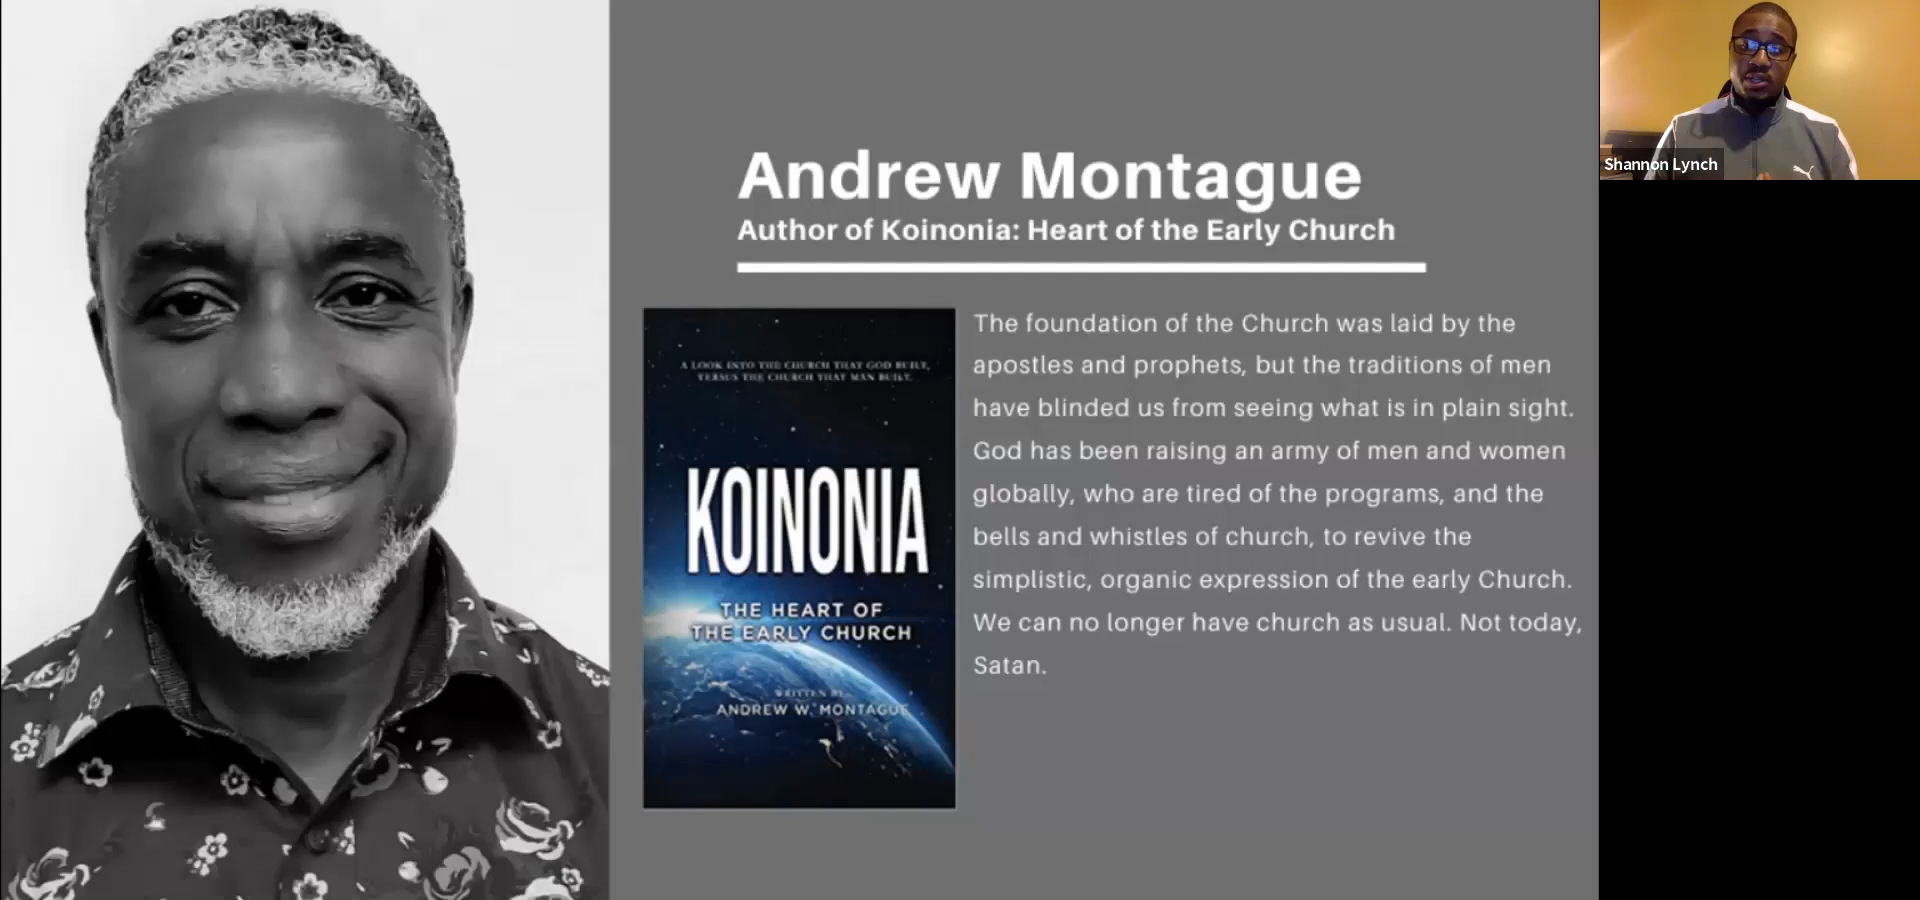 Andrew Montague
Author of Koinonia: Heart of the Early Church
A LOOK INTO THE CHURCH THAT GOD BUILT,
VERSUS THE CHURCH THAT MAN BUILT.
KOINONIA
THE HEART OF
THE EARLY CHURCH
WRITTEN BY
ANDREW W. MONTAGUE
The foundation of the Church was laid by the
apostles and prophets, but the traditions of men
have blinded us from seeing what is in plain sight.
God has been raising an army of men and women
globally, who are tired of the programs, and the
bells and whistles of church, to revive the
simplistic, organic expression of the early Church.
We can no longer have church as usual. Not today,
Satan.
Shannon Lynch